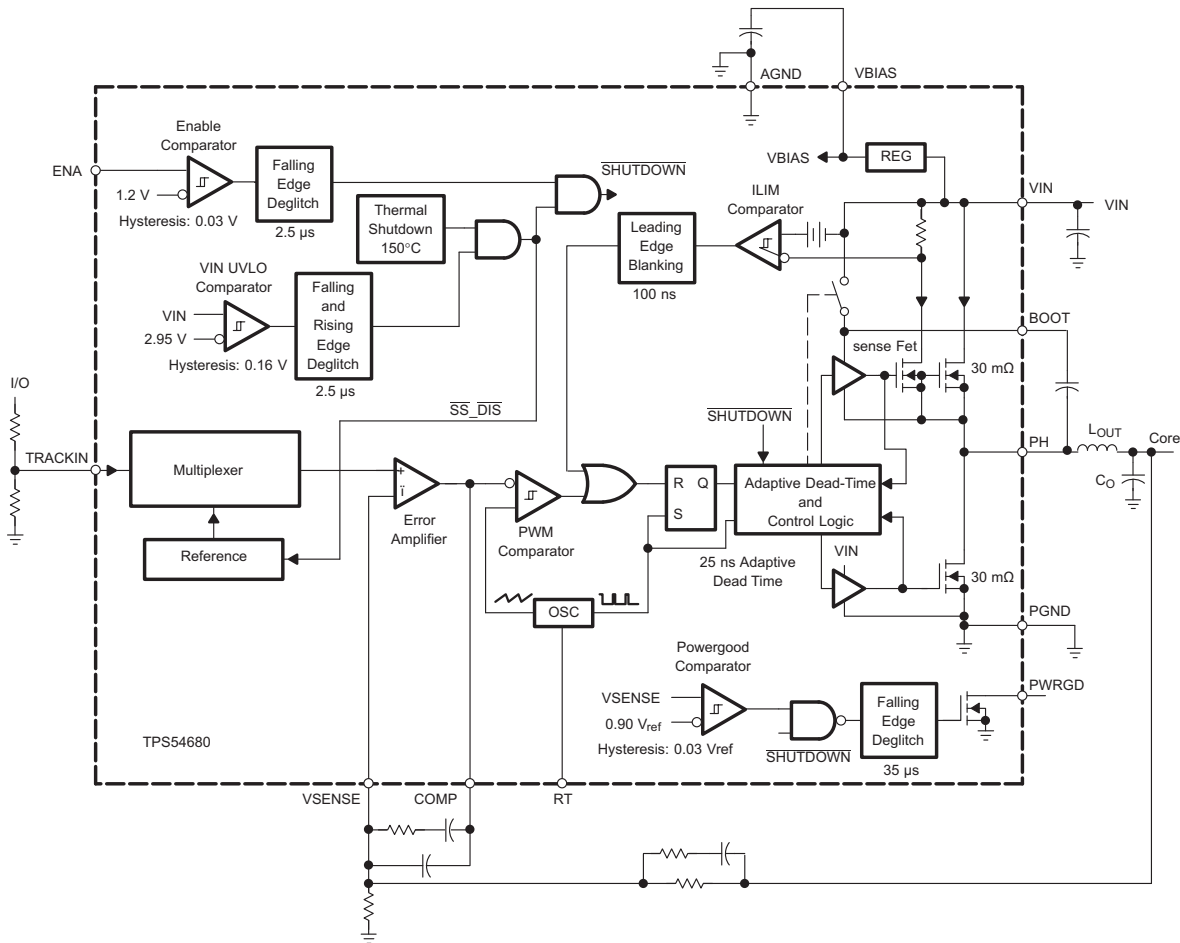 AGND
VBIAS
Enable
Comparator
ENA
1.2 V
Hysteresis: 0.03 V
Falling
Edge
Deglitch
2.5 µs
SHUTDOWN
VBIAS
REG
VIN
VIN
Thermal
Shutdown
150°C
Leading
Edge
Blanking
100 ns
ILIM
Comparator
VIN UVLO
Comparator
VIN
2.95 V
Hysteresis: 0.16 V
Falling
and
Rising
Edge
Deglitch
2.5 µs
BOOT
sense Fet
30 mΩ
I/O
SS_DIS
SHUTDOWN
TRACKIN
Multiplexer
Reference
+
ï
Error
Amplifier
PWM
Comparator
R Q
S
Adaptive Dead-Time
and
Control Logic
PH
LOUT
Core
CO
25 ns Adaptive
Dead Time
VIN
30 mΩ
OSC
PGND
Powergood
Comparator
VSENSE
0.90 Vref
Hysteresis: 0.03 Vref
SHUTDOWN
Falling
Edge
Deglitch
35 µs
PWRGD
TPS54680
VSENSE
COMP
RT